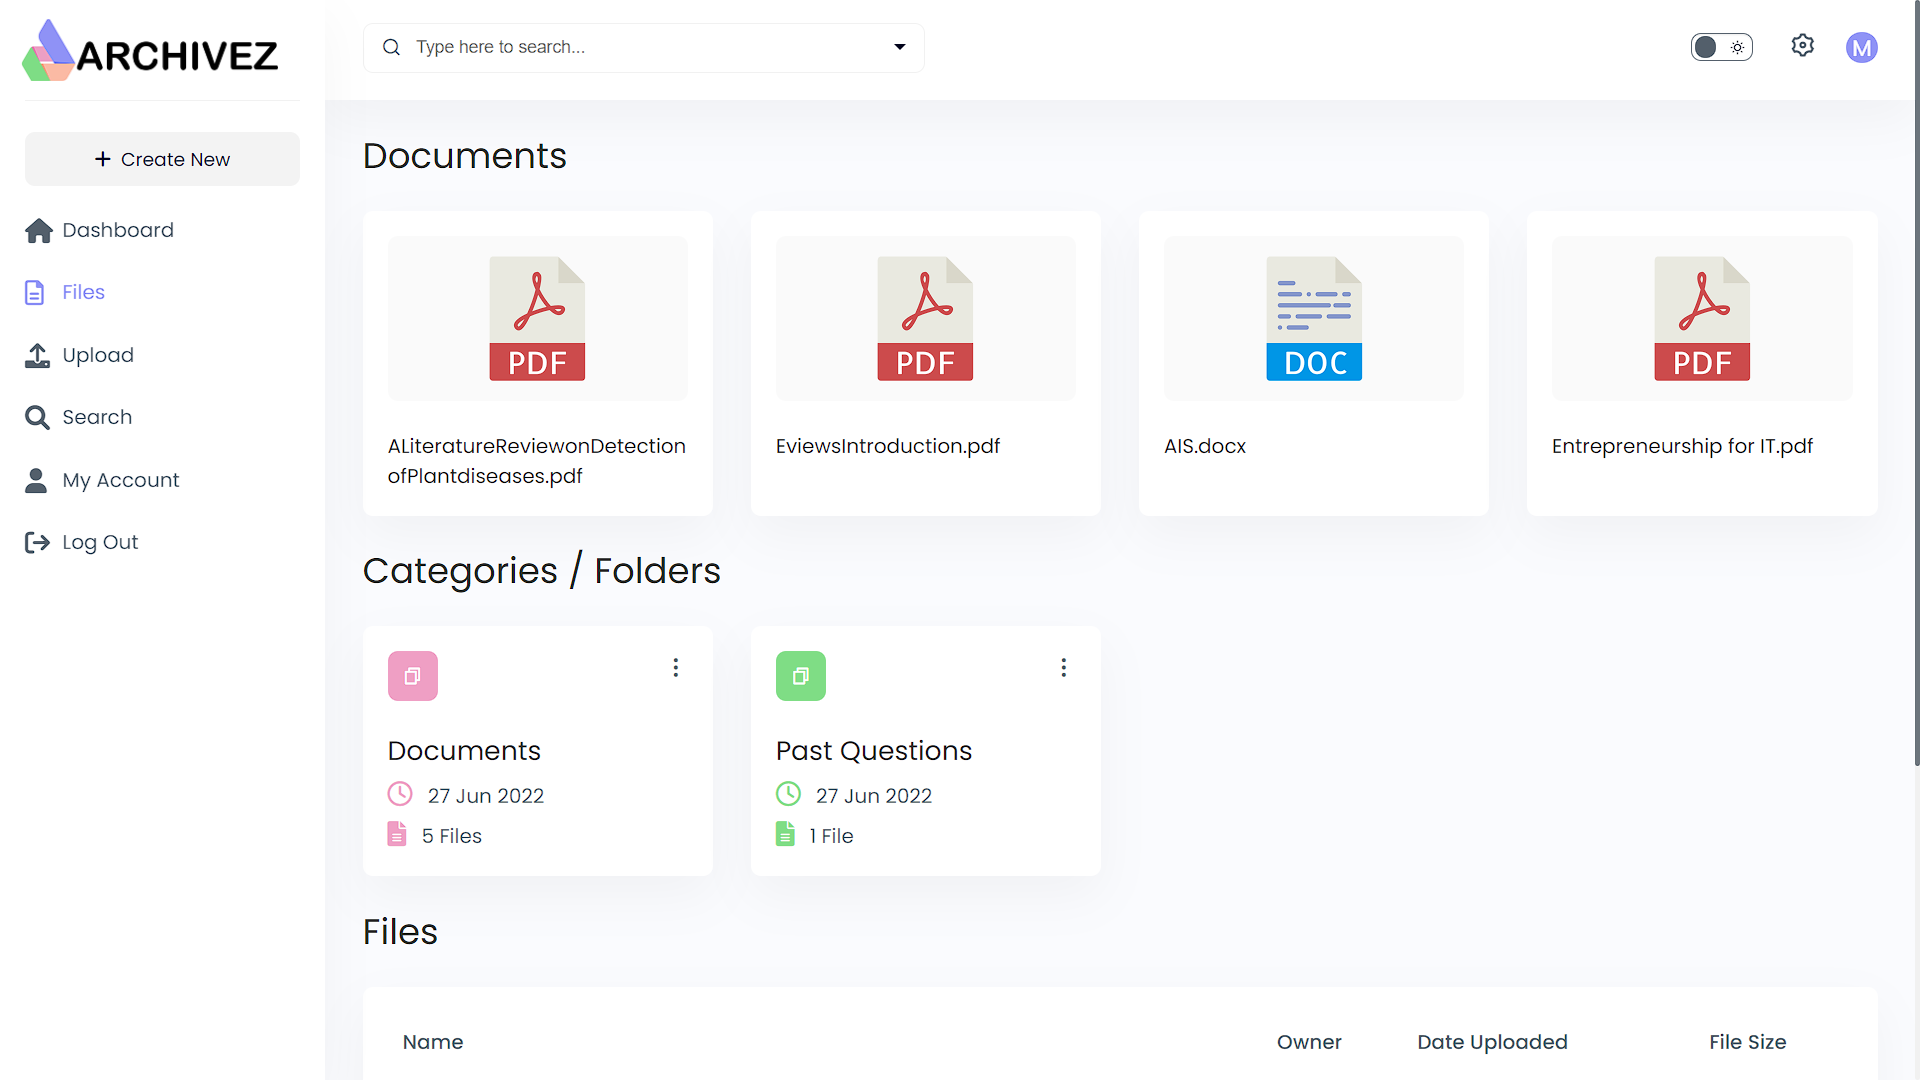 ARCHIVEZ
Type here to search...
M
Create New
Dashboard
Files
Upload
Search
My Account
Log Out
Documents
PDF
PDF
DOC
PDF
ALiteratureReviewonDetection
ofPlantdiseases.pdf
EviewsIntroduction.pdf
AIS.docx
Entrepreneurship for IT.pdf
Categories / Folders
Documents
27 Jun 2022
5 Files
Past Questions
27 Jun 2022
1 File
Files
Name Owner Date Uploaded File Size